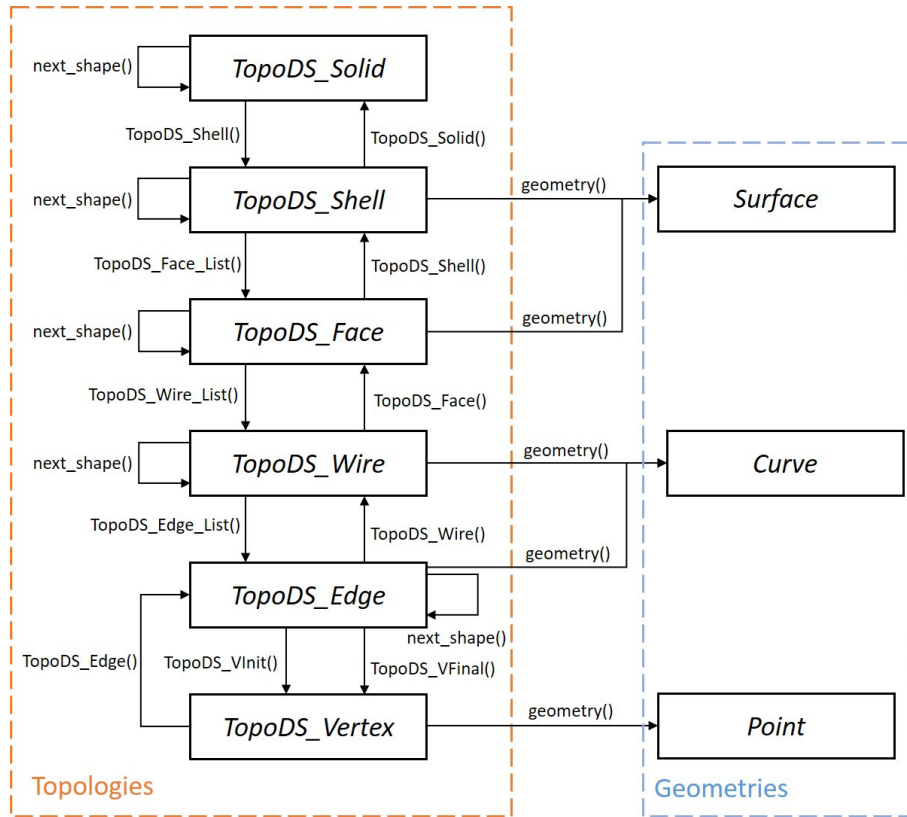 TopoDS_Solid
next_shape()
TopoDS_Shell()
TopoDS_Solid()
TopoDS_Shell
next_shape()
geometry()
Surface
TopoDS_Face_List()
TopoDS_Shell()
TopoDS_Face
next_shape()
geometry()
TopoDS_Wire_List()
TopoDS_Face()
TopoDS_Wire
next_shape()
geometry()
Curve
TopoDS_Edge_List()
TopoDS_Wire()
geometry()
TopoDS_Edge
next_shape()
TopoDS_Edge()
TopoDS_VInit()
TopoDS_VFinal()
TopoDS_Vertex
geometry()
Point
Topologies
Geometries